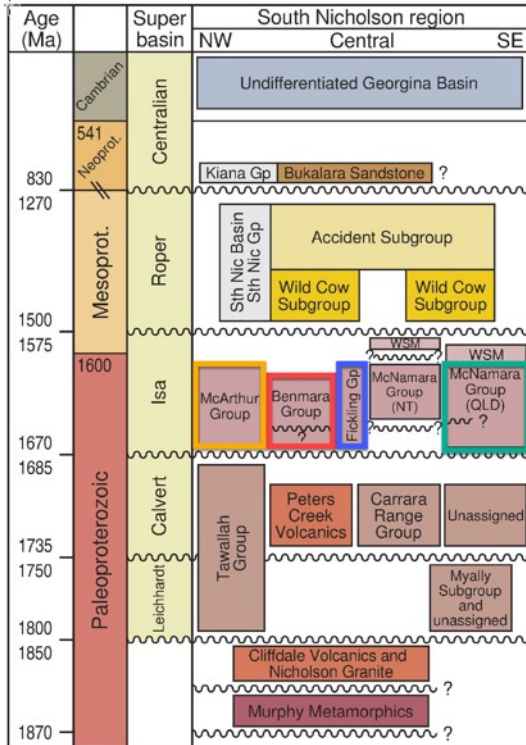 Age
(Ma)
Super
basin
South Nicholson region
NW
Central
SE
Cambrian
Centralian
Undifferentiated Georgina Basin
541
Neoprot.
Kiana Gp
Bukalara Sandstone
?
830
1270
Mesoprot.
Roper
Sth Nic Basin
Sth Nic Gp
Accident Subgroup
Wild Cow
Subgroup
Wild Cow
Subgroup
1500
1575
1600
Isa
WSM
?
WSM
McArthur
Group
Benmara
Group
?
Fickling Gp
McNamara
Group
(NT)
?
?
McNamara
Group
(QLD)
?
1670
1685
Paleoproterozoic
Calvert
Tawallah
Group
Peters
Creek
Volcanics
Carrara
Range
Group
Unassigned
1735
1750
Leichhardt
Myally
Subgroup
and
unassigned
1800
1850
Cliffdale Volcanics and
Nicholson Granite
?
Murphy Metamorphics
1870
?